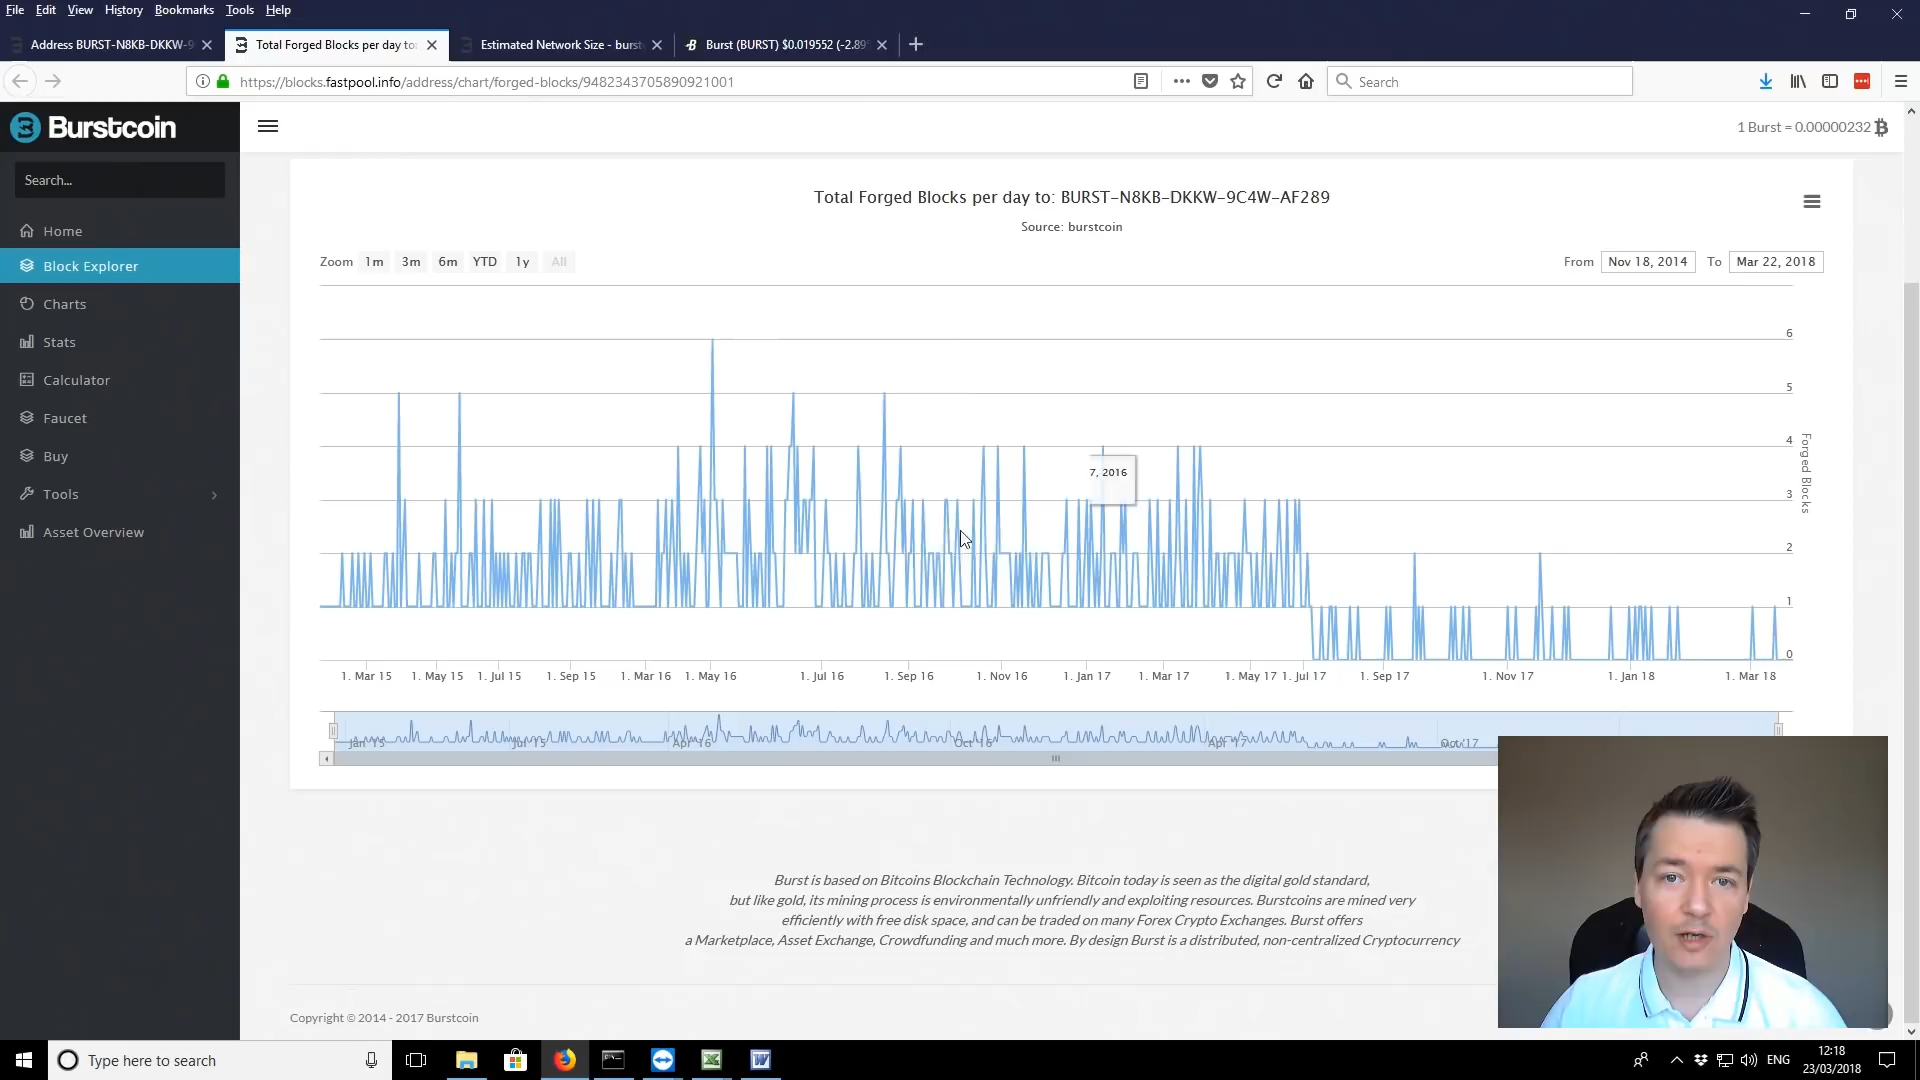 File Edit View History Bookmarks Tools Help
Address BURST-N8KB-DKKW-9
Total Forged Blocks per day to:
Estimated Network Size - burst
Burst (BURST) $0.019552 (-2.89
https://blocks.fastpool.info/address/chart/forged-blocks/9482343705890921001
Search
Burstcoin
1 Burst = 0.00000232
Search...
Home
Block Explorer
Charts
Stats
Calculator
Faucet
Buy
Tools
Asset Overview
Total Forged Blocks per day to: BURST-N8KB-DKKW-9C4W-AF289
Source: burstcoin
Zoom 1m 3m 6m YTD 1y All
From Nov 18, 2014 To Mar 22, 2018
6
5
4
3
2
1
0
Forged Blocks
7, 2016
1. Mar 15 1. May 15 1. Jul 15 1. Sep 15 1. Mar 16 1. May 16 1. Jul 16 1. Sep 16 1. Nov 16 1. Jan 17 1. Mar 17 1. May 17 1. Jul 17 1. Sep 17 1. Nov 17 1. Jan 18 1. Mar 18
Jan '15 Jul '15 Apr '16 Oct '16 Apr '17 Oct '17
Burst is based on Bitcoins Blockchain Technology. Bitcoin today is seen as the digital gold standard,
but like gold, its mining process is environmentally unfriendly and exploiting resources. Burstcoins are mined very
efficiently with free disk space, and can be traded on many Forex Crypto Exchanges. Burst offers
a Marketplace, Asset Exchange, Crowdfunding and much more. By design Burst is a distributed, non-centralized Cryptocurrency
Copyright © 2014 - 2017 Burstcoin
Type here to search
ENG
12:18
23/03/2018